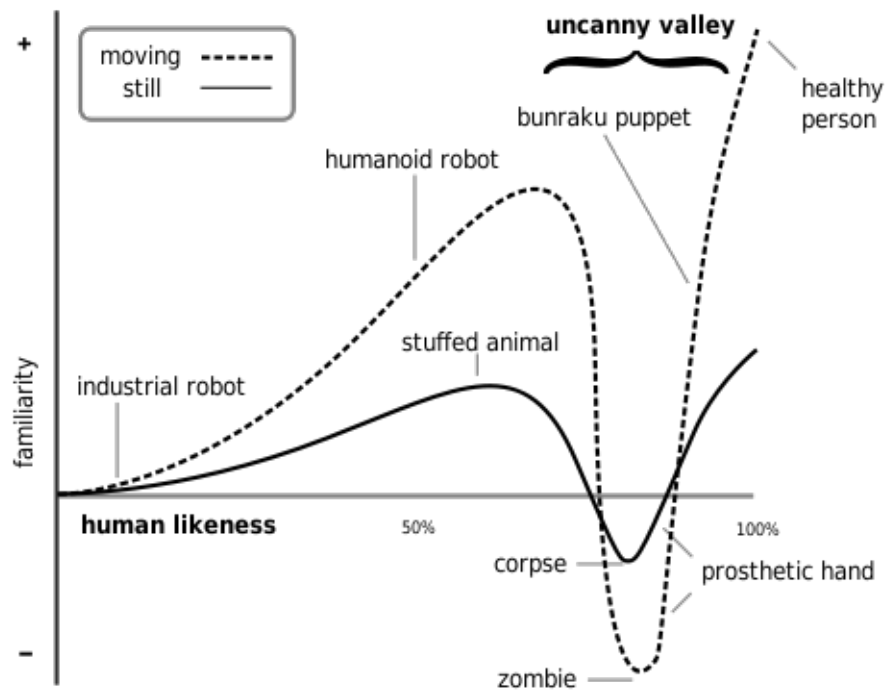 +
uncanny valley
moving
still
healthy
person
bunraku puppet
humanoid robot
stuffed animal
industrial robot
familiarity
human likeness
50%
100%
corpse
prosthetic hand
–
zombie